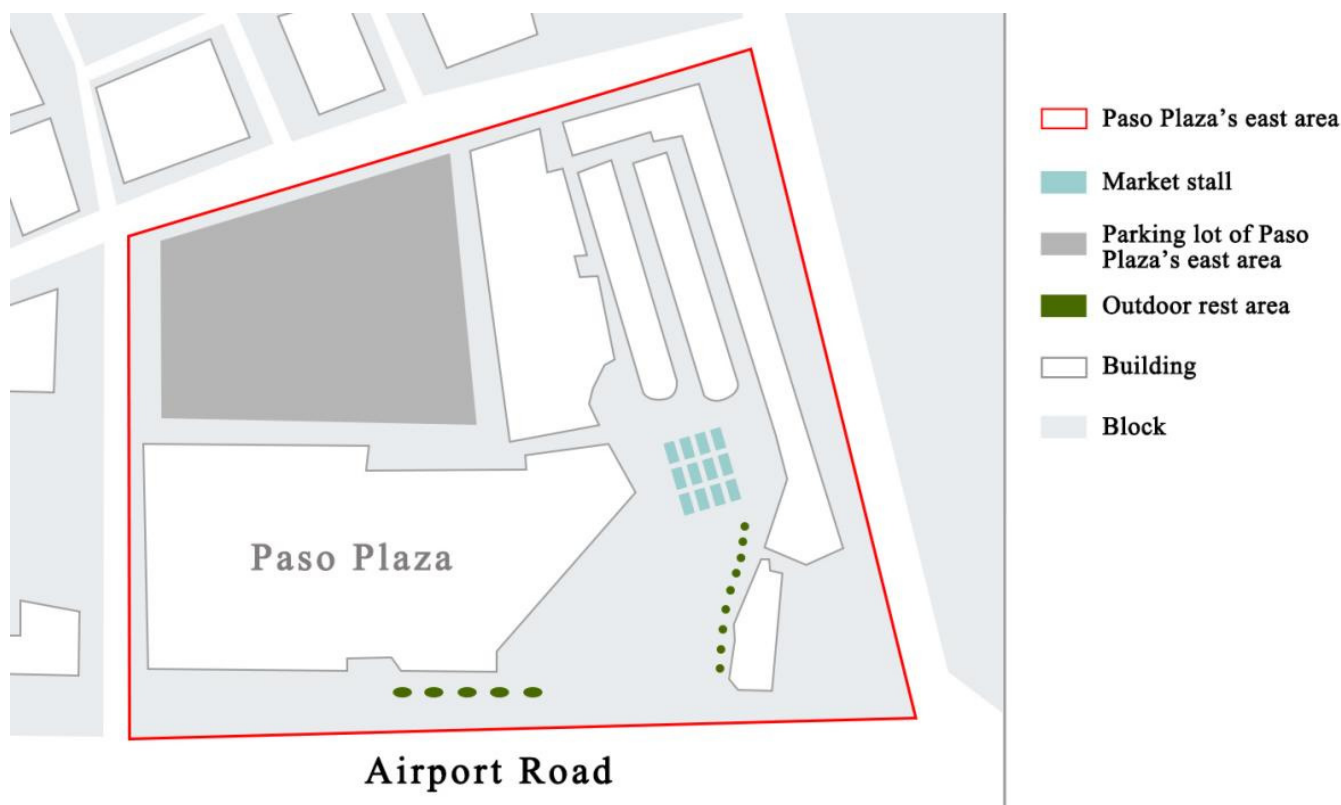 Paso Plaza's east area
Market stall
Parking lot of Paso
Plaza's east area
Outdoor rest area
Building
Block
Paso Plaza
Airport Road